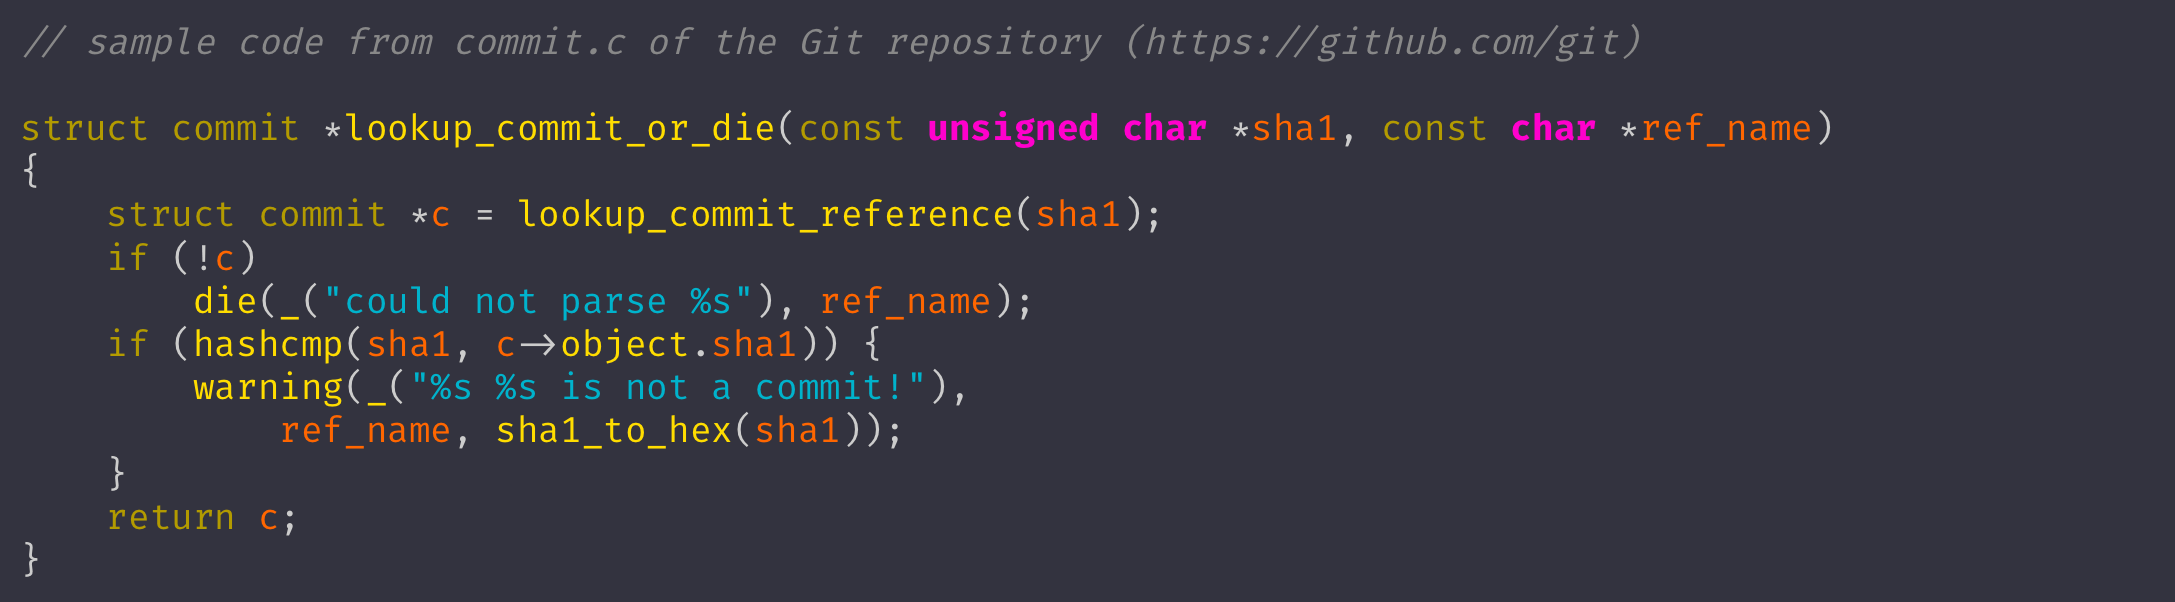 // sample code from commit.c of the Git repository (https://github.com/git)

struct commit *lookup_commit_or_die(const unsigned char *sha1, const char *ref_name)
{
    struct commit *c = lookup_commit_reference(sha1);
    if (!c)
        die(_("could not parse %s"), ref_name);
    if (hashcmp(sha1, c->object.sha1)) {
        warning(_("%s %s is not a commit!"),
            ref_name, sha1_to_hex(sha1));
    }
    return c;
}